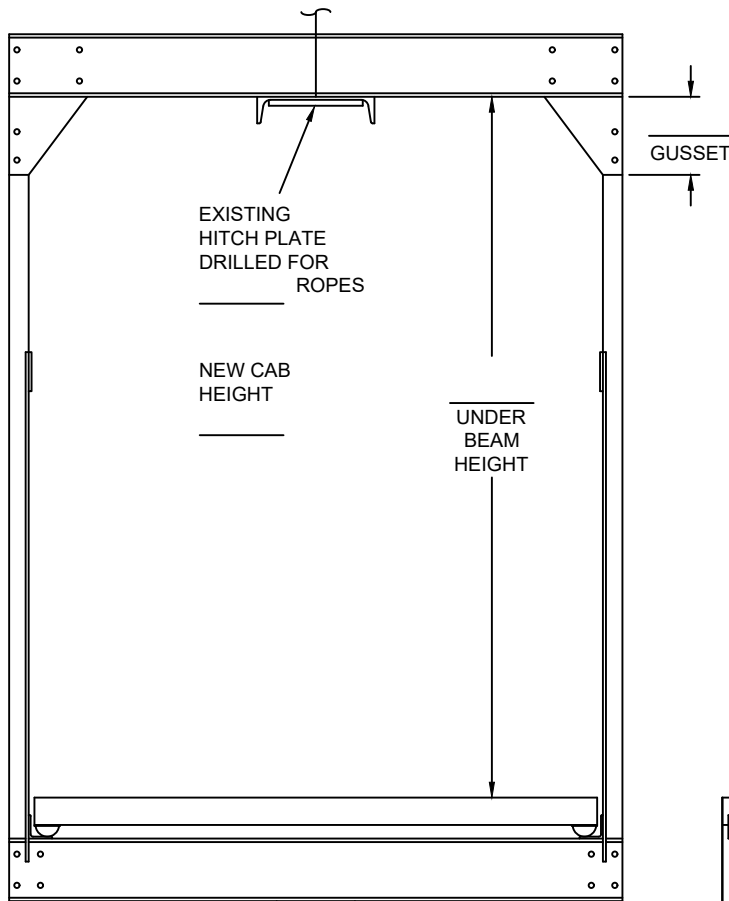 GUSSET
EXISTING
HITCH PLATE
DRILLED FOR
ROPES
NEW CAB
HEIGHT
UNDER
BEAM
HEIGHT